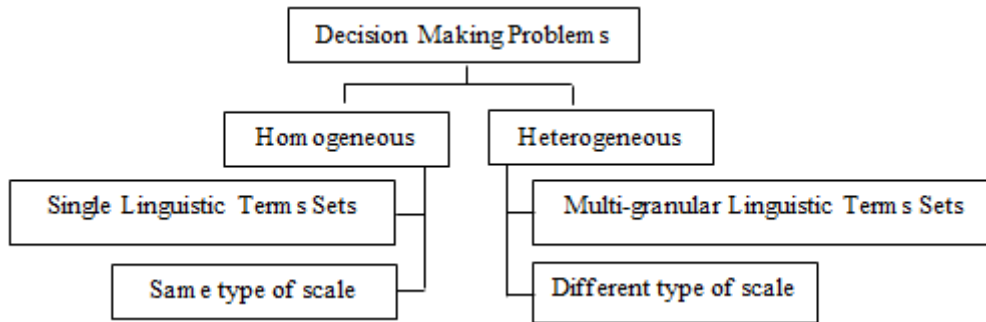 Decision Making Problems
Homogeneous
Heterogeneous
Single Linguistic Terms Sets
Multi-granular Linguistic Terms Sets
Same type of scale
Different type of scale